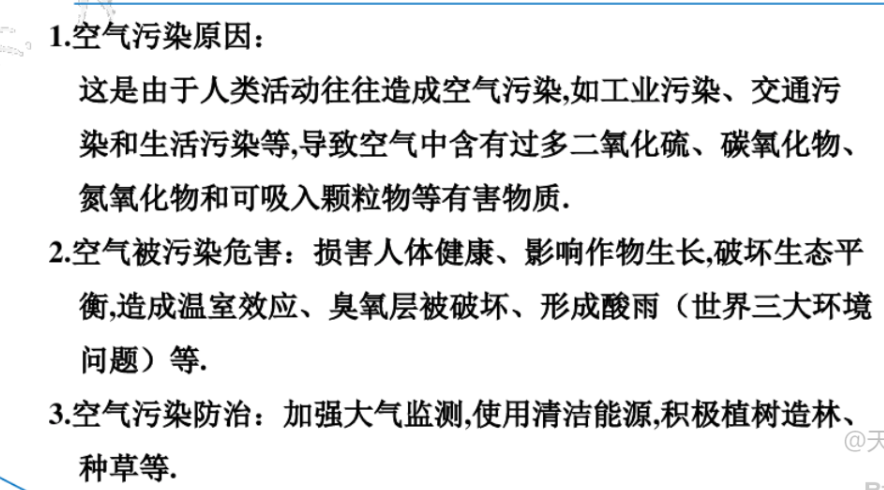 1.空气污染原因：
这是由于人类活动往往造成空气污染,如工业污染、交通污
染和生活污染等,导致空气中含有过多二氧化硫、碳氧化物、
氮氧化物和可吸入颗粒物等有害物质.
2.空气被污染危害：损害人体健康、影响作物生长,破坏生态平
衡,造成温室效应、臭氧层被破坏、形成酸雨（世界三大环境
问题）等.
3.空气污染防治：加强大气监测,使用清洁能源,积极植树造林、
种草等.
@天